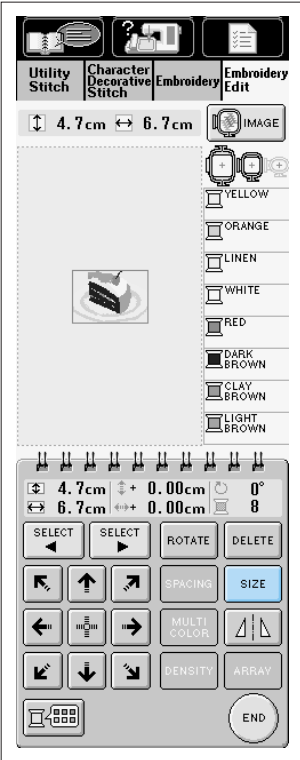 Utility
Stitch
Character
Decorative
Stitch
Embroidery
Embroidery
Edit
4.7cm 6.7cm
IMAGE
YELLOW
ORANGE
LINEN
WHITE
RED
DARK
BROWN
CLAY
BROWN
LIGHT
BROWN
4.7cm + 0.00cm 0°
6.7cm + 0.00cm 8
SELECT
SELECT
ROTATE
DELETE
SPACING
SIZE
MULTI
COLOR
DENSITY
ARRAY
END